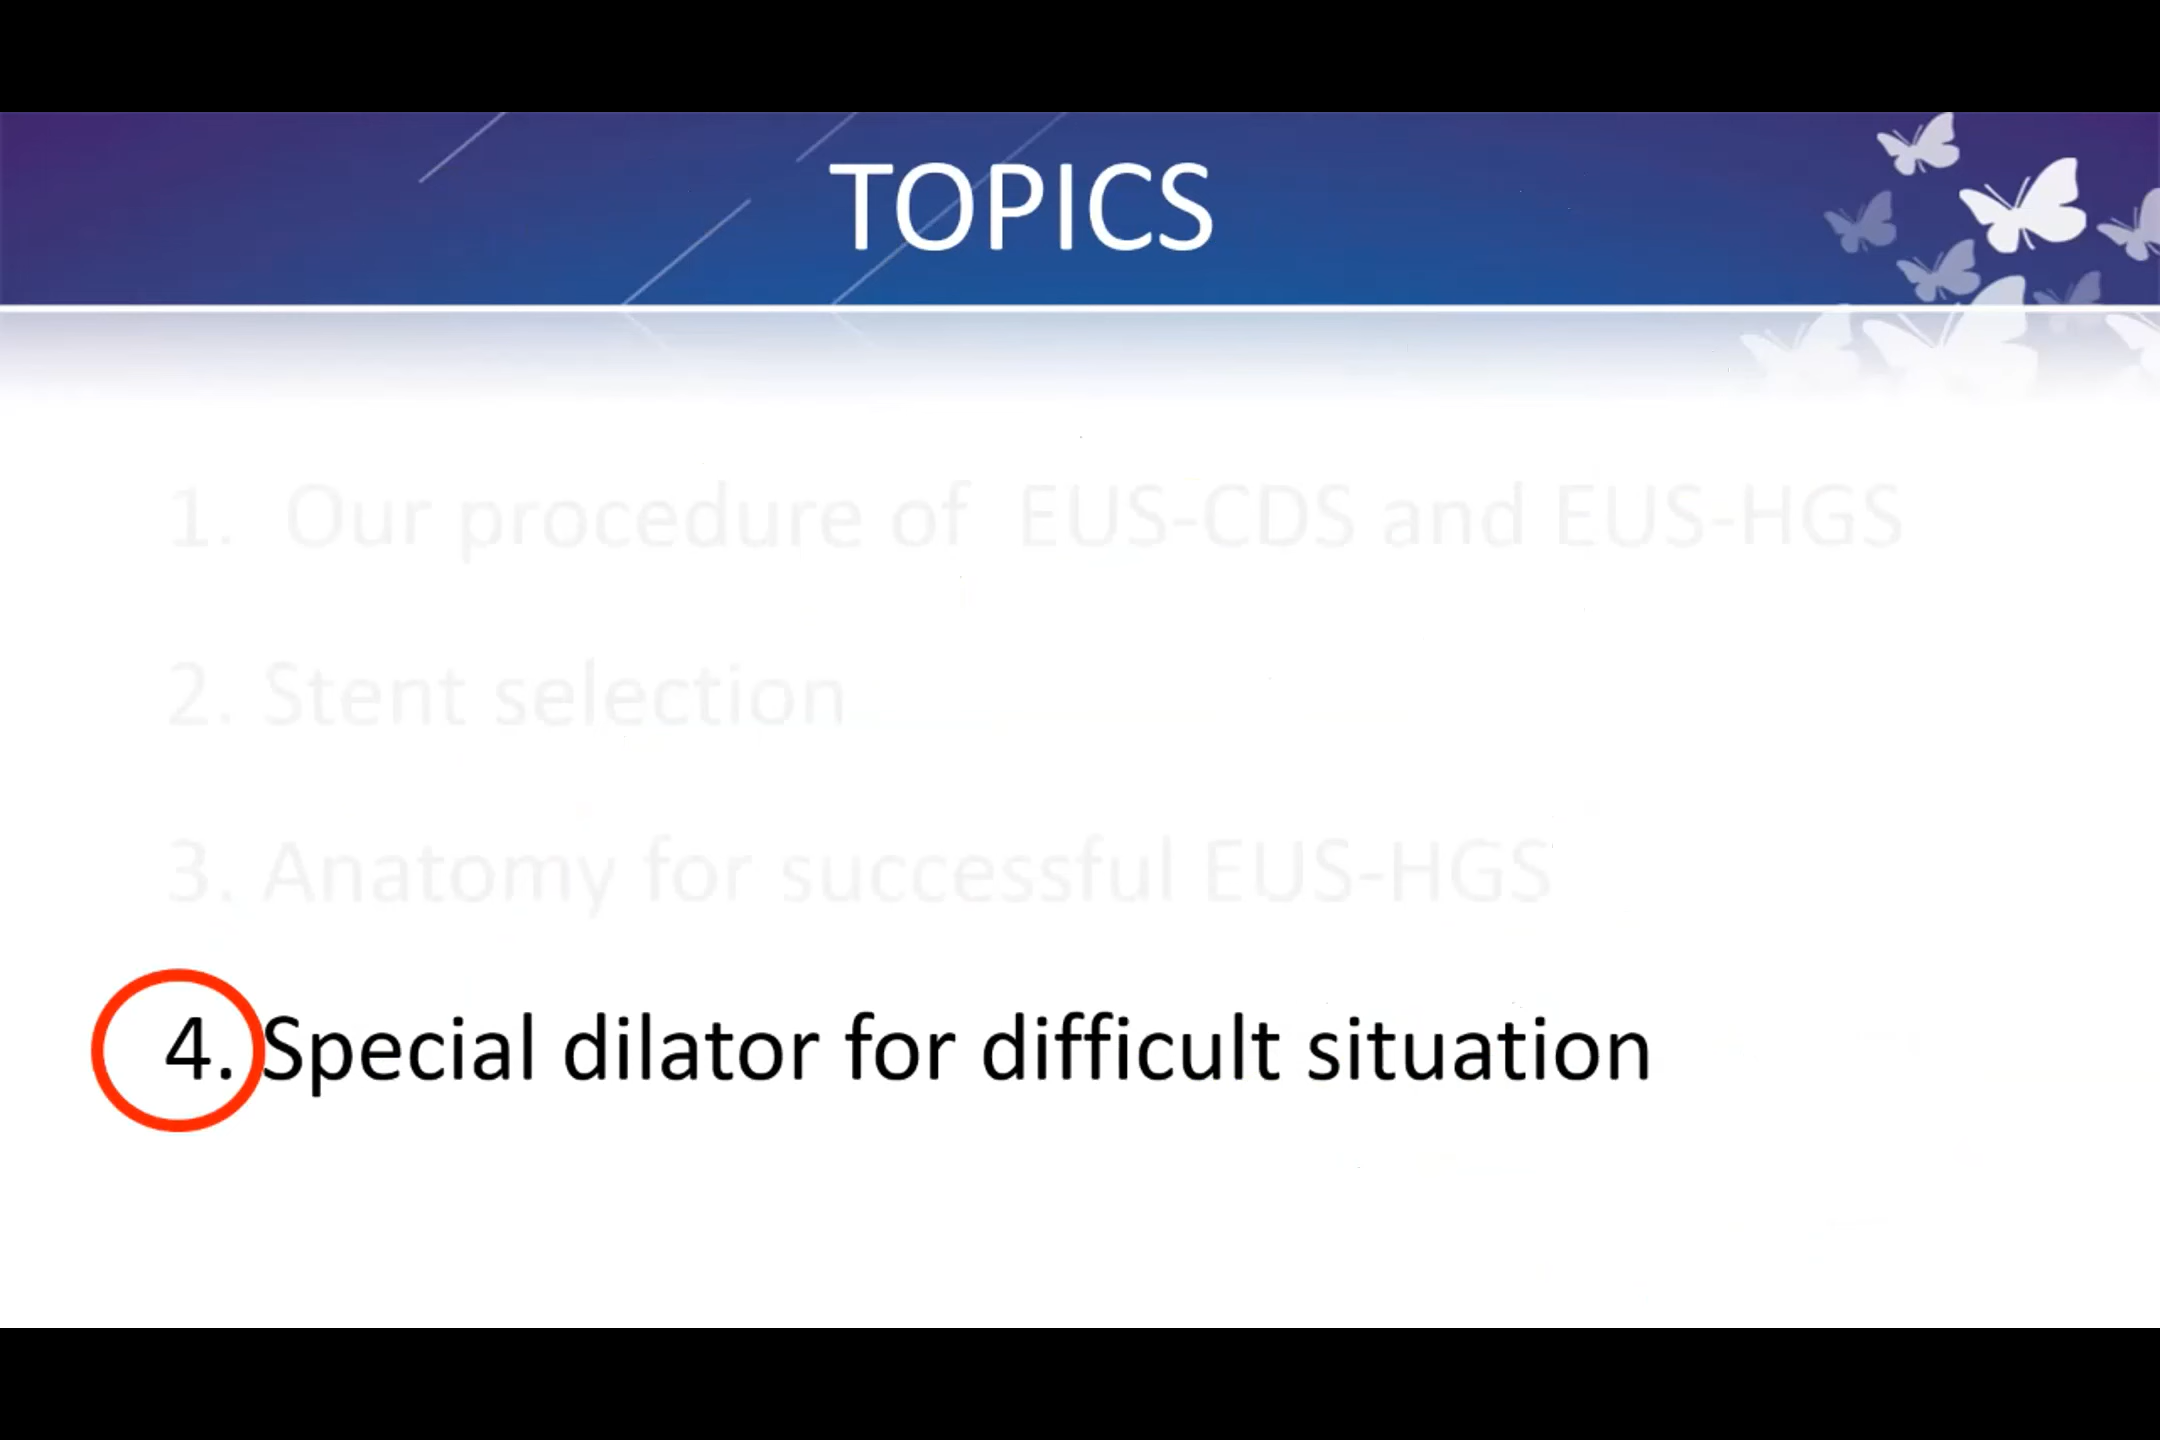 TOPICS
1. Our procedure of EUS-CDS and EUS-HGS
2. Stent selection
3. Anatomy for successful EUS-HGS
4. Special dilator for difficult situation